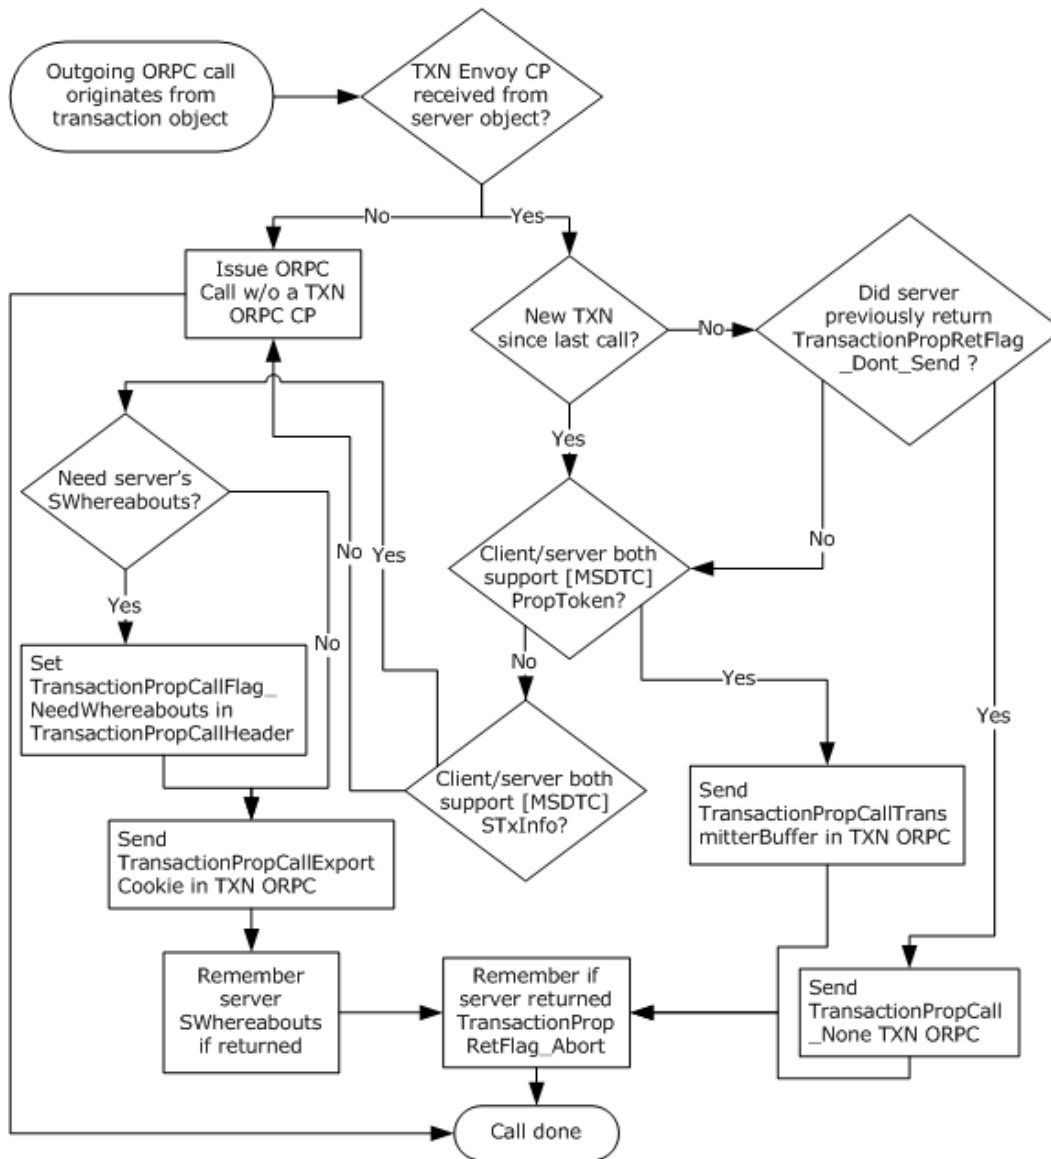 Outgoing ORPC call
originates from
transaction object
TXN Envoy CP
received from
server object?
No
Yes
Issue ORPC
Call w/o a TXN
ORPC CP
New TXN
since last call?
No
Did server
previously return
TransactionPropRetFlag
_Dont_Send ?
Yes
Need server's
SWhereabouts?
No
Yes
No
Client/server both
support [MSDTC]
PropToken?
Yes
No
No
Yes
Yes
Set
TransactionPropCallFlag_
NeedWhereabouts in
TransactionPropCallHeader
Client/server both
support [MSDTC]
STxInfo?
Send
TransactionPropCallTrans
mitterBuffer in TXN ORPC
Send
TransactionPropCallExport
Cookie in TXN ORPC
Remember
server
SWhereabouts
if returned
Remember if
server returned
TransactionProp
RetFlag_Abort
Send
TransactionPropCall
_None TXN ORPC
Call done